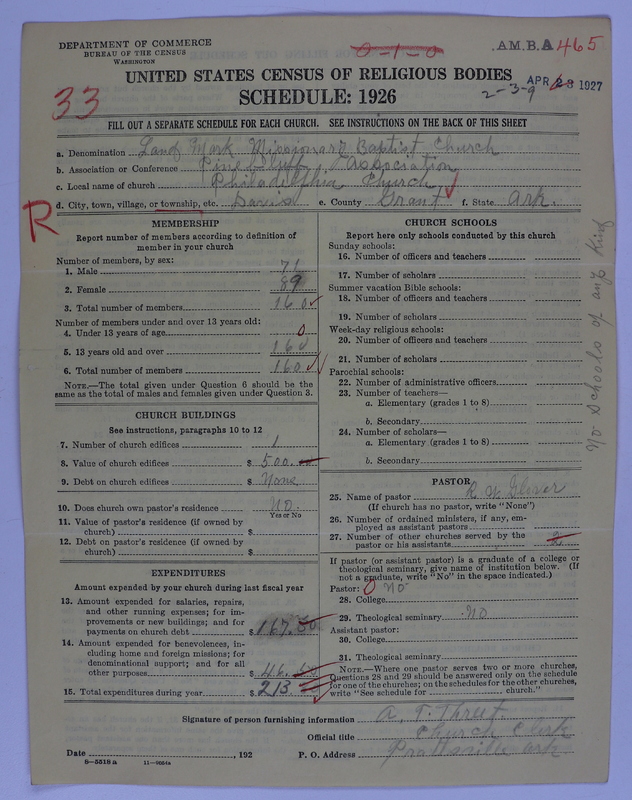 DEPARTMENT OF COMMERCE
BUREAU OF THE CENSUS
WASHINGTON
0-1-0
A.M.B.A 465
UNITED STATES CENSUS OF RELIGIOUS BODIES
SCHEDULE: 1926
33
2-3-9
APR 23 1927
FILL OUT A SEPARATE SCHEDULE FOR EACH CHURCH. SEE INSTRUCTIONS ON THE BACK OF THIS SHEET
a. Denomination Land Mark Missionary Baptist Church
b. Association or Conference Pine Bluff Association
c. Local name of church Philadelphia Church
d. City, town, village, or township, etc. Davis e. County Grant f. State Ark.
R
MEMBERSHIP
Report number of members according to definition of
member in your church
Number of members, by sex:
1. Male 71
2. Female 89
3. Total number of members 160
Number of members under and over 13 years old:
4. Under 13 years of age 0
5. 13 years old and over 160
6. Total number of members 160
NOTE.—The total given under Question 6 should be
same as the total of males and females given under Question 3.
CHURCH BUILDINGS
See instructions, paragraphs 10 to 12
7. Number of church edifices 1
8. Value of church edifices $ 500.
9. Debt on church edifices $ None
10. Does church own pastor's residence No.
Yes or No
11. Value of pastor's residence (if owned by
church) $
12. Debt on pastor's residence (if owned by
church) $
EXPENDITURES
Amount expended by your church during last fiscal year
13. Amount expended for salaries, repairs,
and other running expenses; for im-
provements or new buildings; and for
payments on church debt $ 167.50
14. Amount expended for benevolences, in-
cluding home and foreign missions; for
denominational support; and for all
other purposes $ 46.
15. Total expenditures during year $ 213
CHURCH SCHOOLS
Report here only schools conducted by this church
Sunday schools:
16. Number of officers and teachers
17. Number of scholars
Summer vacation Bible schools:
18. Number of officers and teachers
19. Number of scholars
Week-day religious schools:
20. Number of officers and teachers
21. Number of scholars
Parochial schools:
22. Number of administrative officers
23. Number of teachers—
a. Elementary (grades 1 to 8)
b. Secondary
24. Number of scholars—
a. Elementary (grades 1 to 8)
b. Secondary
No Schools of any Kind
PASTOR
25. Name of pastor Glover
(If church has no pastor, write "None")
26. Number of ordained ministers, if any, em-
ployed as assistant pastors
27. Number of other churches served by the
pastor or his assistants 2
If pastor (or assistant pastor) is a graduate of a college or
theological seminary, give name of institution below. (If
not a graduate, write "No" in the space indicated.)
Pastor: 0 No
28. College
29. Theological seminary No
Assistant pastor:
30. College
31. Theological seminary
NOTE.—Where one pastor serves two or more churches,
Questions 28 and 29 should be answered only on the schedule
for one of the churches; on the schedules for the other churches,
write "See schedule for church."
Signature of person furnishing information A. T. Threet
Official title Church Clerk
Date , 192 P. O. Address Prattsville Ark
8-5518a 11-9084a